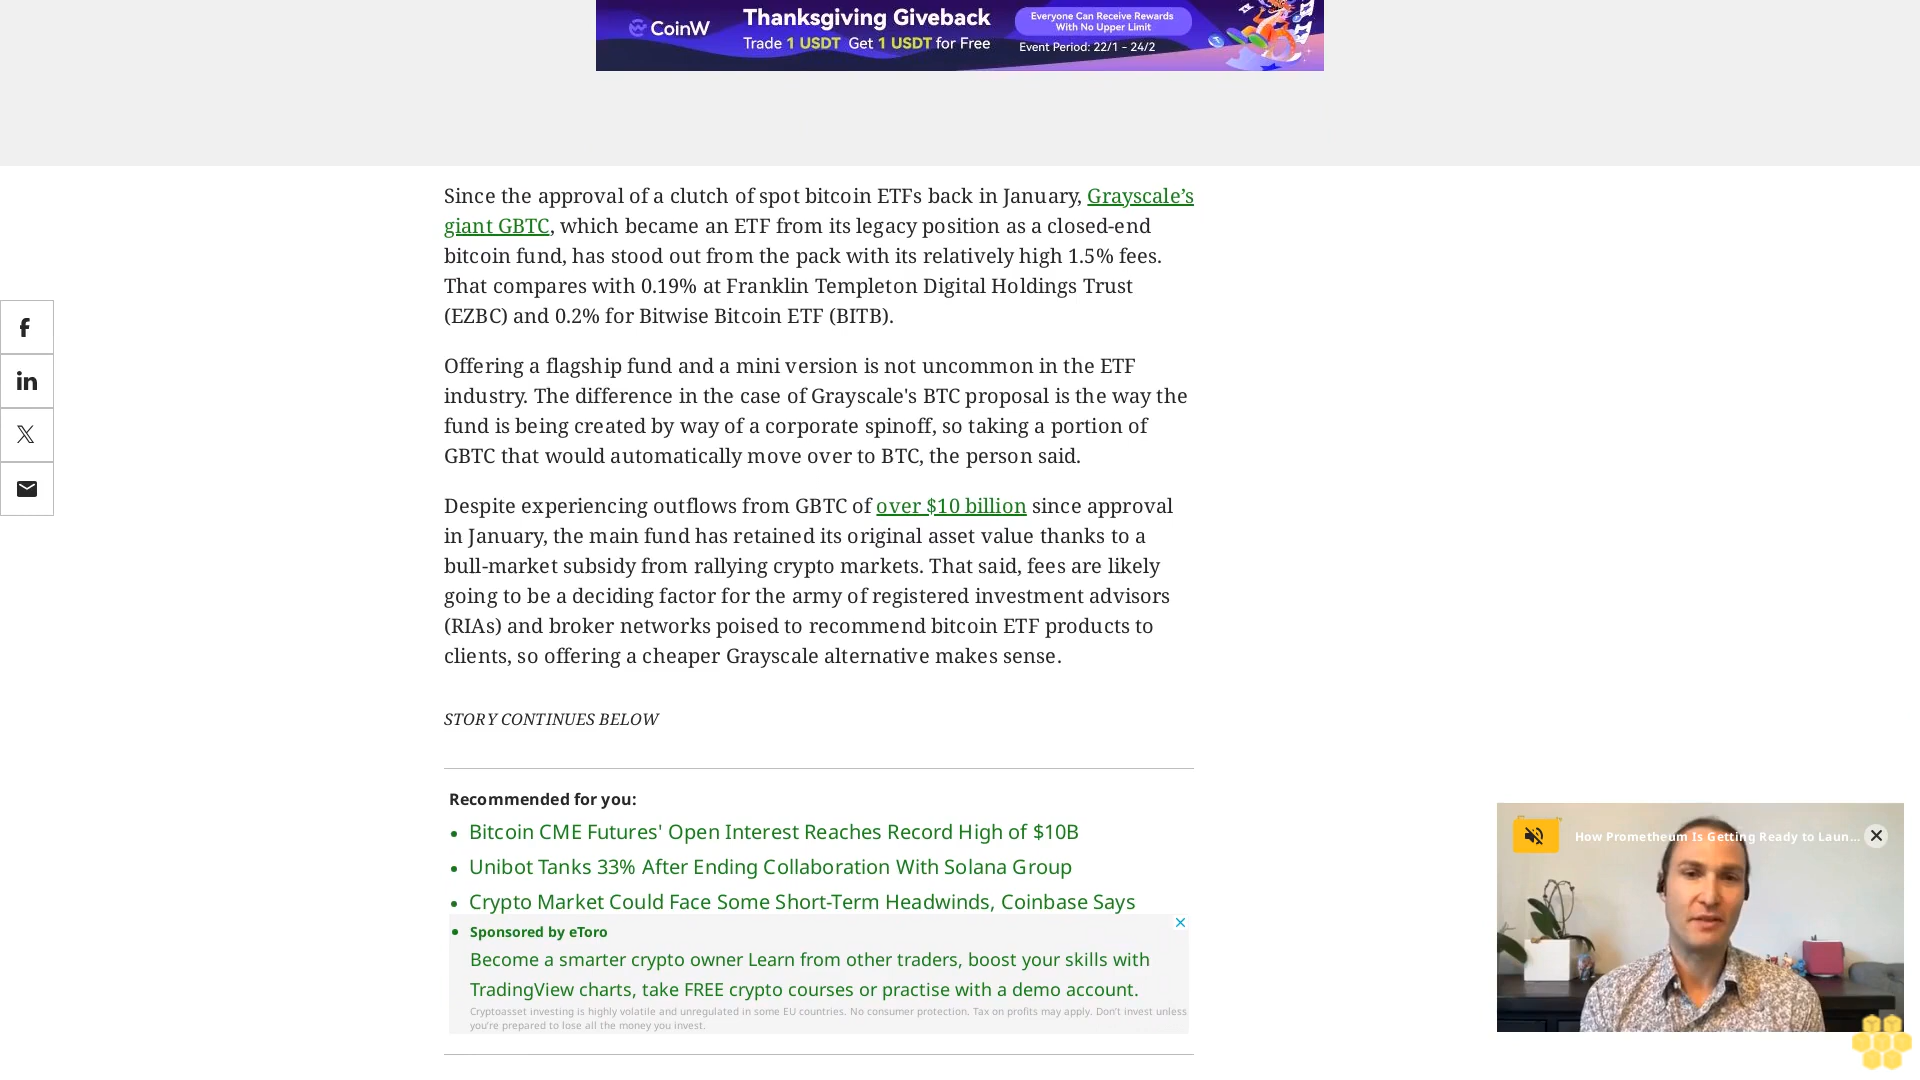 CoinW
Thanksgiving Giveback
Trade 1 USDT Get 1 USDT for Free
Everyone Can Receive Rewards
With No Upper Limit
Event Period: 22/1 - 24/2
Since the approval of a clutch of spot bitcoin ETFs back in January, Grayscale’s
giant GBTC, which became an ETF from its legacy position as a closed-end
bitcoin fund, has stood out from the pack with its relatively high 1.5% fees.
That compares with 0.19% at Franklin Templeton Digital Holdings Trust
(EZBC) and 0.2% for Bitwise Bitcoin ETF (BITB).
Offering a flagship fund and a mini version is not uncommon in the ETF
industry. The difference in the case of Grayscale's BTC proposal is the way the
fund is being created by way of a corporate spinoff, so taking a portion of
GBTC that would automatically move over to BTC, the person said.
Despite experiencing outflows from GBTC of over $10 billion since approval
in January, the main fund has retained its original asset value thanks to a
bull-market subsidy from rallying crypto markets. That said, fees are likely
going to be a deciding factor for the army of registered investment advisors
(RIAs) and broker networks poised to recommend bitcoin ETF products to
clients, so offering a cheaper Grayscale alternative makes sense.
STORY CONTINUES BELOW
Recommended for you:
• Bitcoin CME Futures' Open Interest Reaches Record High of $10B
• Unibot Tanks 33% After Ending Collaboration With Solana Group
• Crypto Market Could Face Some Short-Term Headwinds, Coinbase Says
• Sponsored by eToro
Become a smarter crypto owner Learn from other traders, boost your skills with
TradingView charts, take FREE crypto courses or practise with a demo account.
Cryptoasset investing is highly volatile and unregulated in some EU countries. No consumer protection. Tax on profits may apply. Don’t invest unless
you’re prepared to lose all the money you invest.
How Prometheum Is Getting Ready to Laun...